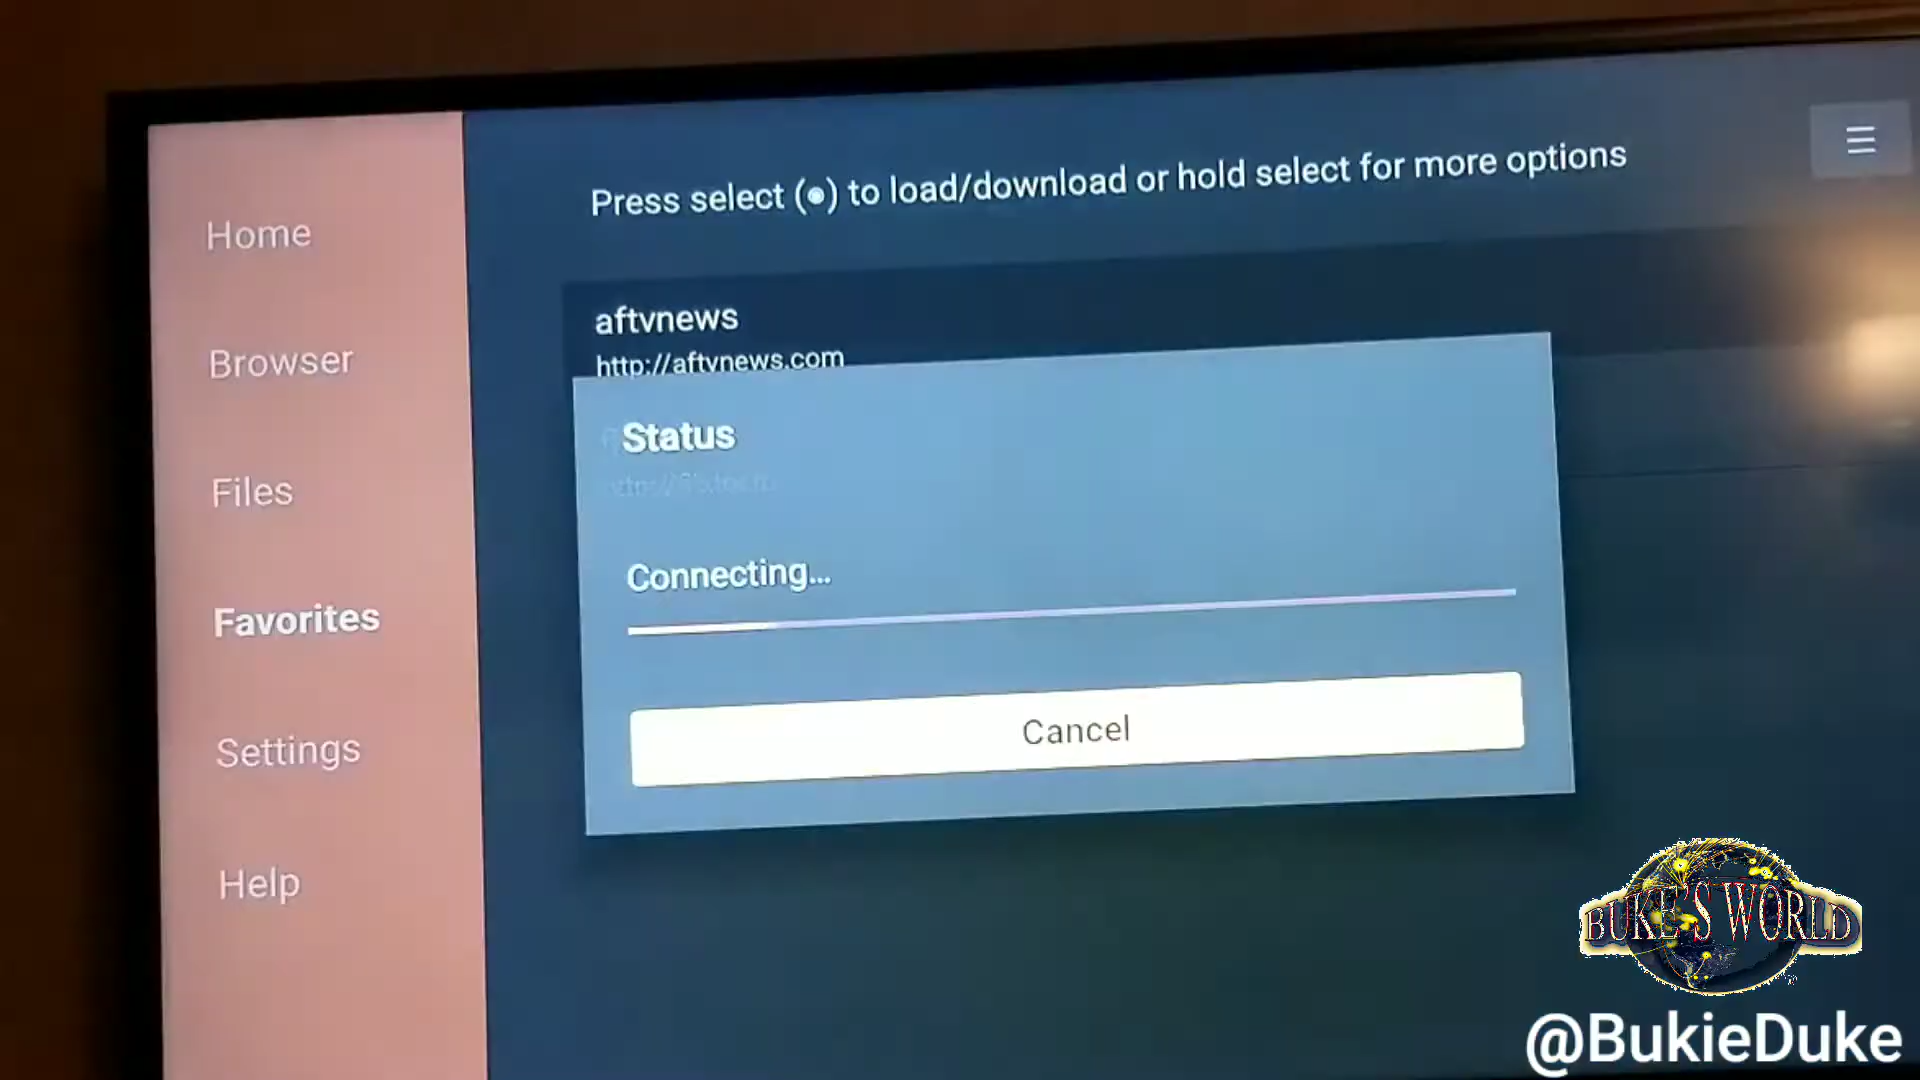 Home
Browser
Files
Favorites
Settings
Help
Press select (●) to load/download or hold select for more options
☰
aftvnews
http://aftvnews.com
Status
Connecting...
Cancel
BUKE'S WORLD
@BukieDuke